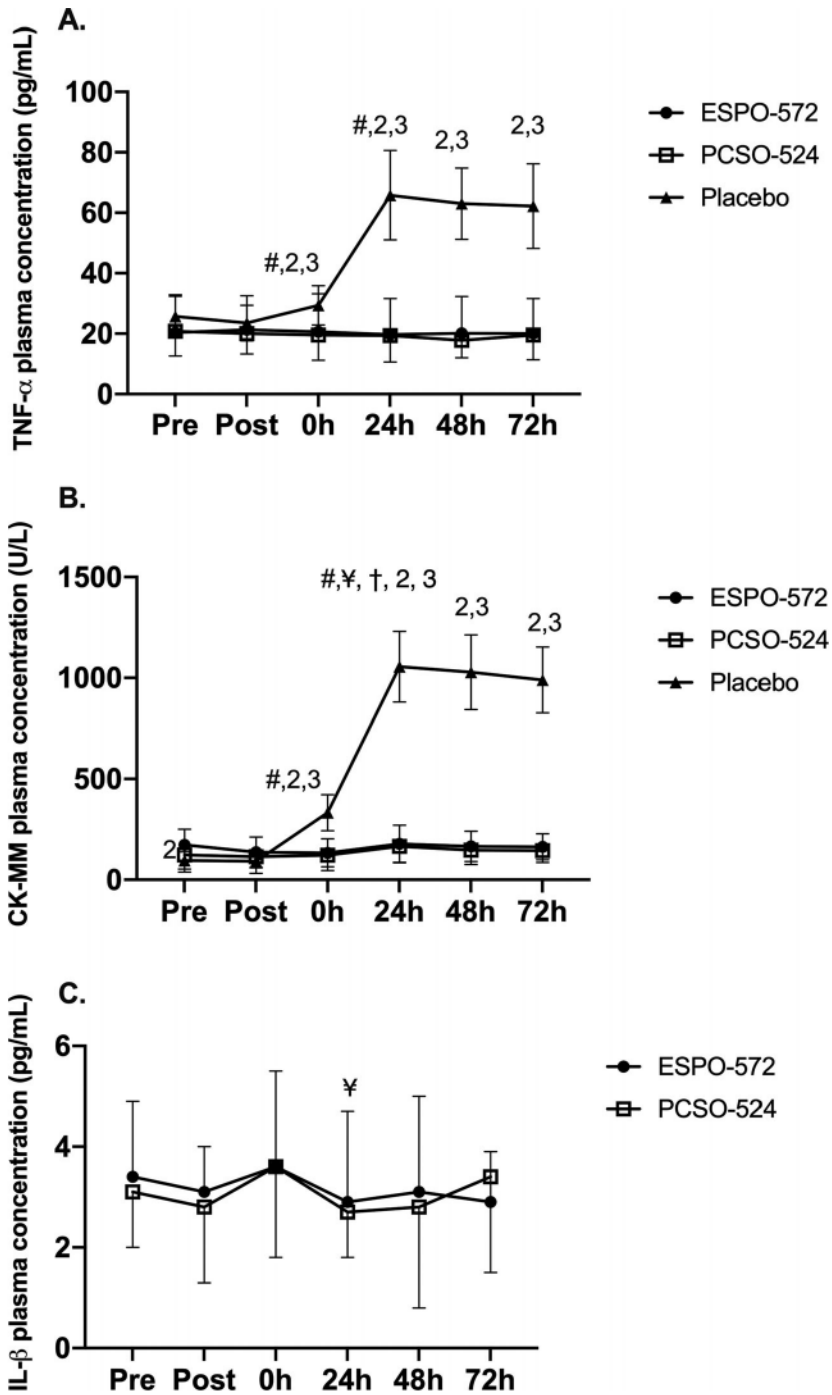 A.
TNF-α plasma concentration (pg/mL)
100
80
60
40
20
0
#,2,3
#,2,3
2,3
2,3
Pre Post 0h 24h 48h 72h
ESPO-572
PCSO-524
Placebo
B.
CK-MM plasma concentration (U/L)
1500
1000
500
0
2
#,2,3
#,¥, †, 2, 3
2,3
2,3
Pre Post 0h 24h 48h 72h
ESPO-572
PCSO-524
Placebo
C.
IL-β plasma concentration (pg/mL)
6
4
2
0
¥
Pre Post 0h 24h 48h 72h
ESPO-572
PCSO-524